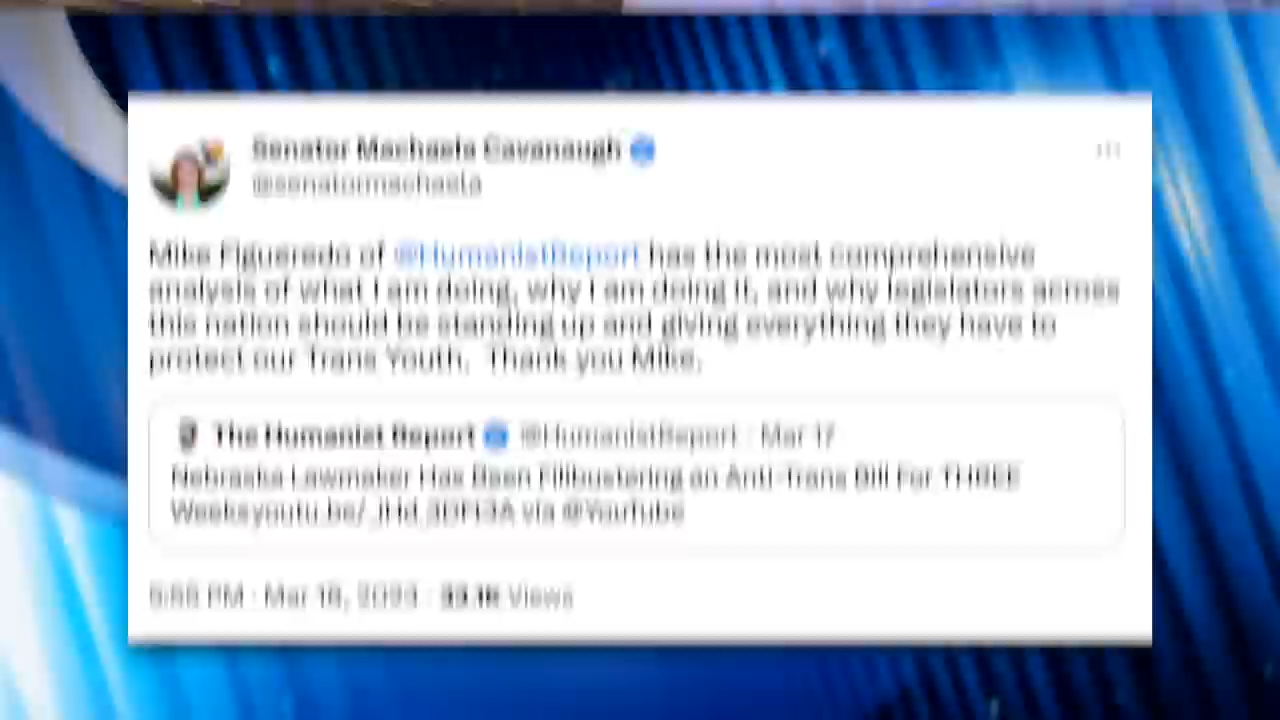 Senator Machaela Cavanaugh
@senatormachaela
Mike Figueredo of @HumanistReport has the most comprehensive
analysis of what I am doing, why I am doing it, and why legislators across
this nation should be standing up and giving everything they have to
protect our Trans Youth. Thank you Mike.
The Humanist Report @HumanistReport · Mar 17
Nebraska Lawmaker Has Been Filibustering an Anti-Trans Bill For THREE
via @YouTube
PM · Mar 18, 2023 · Views